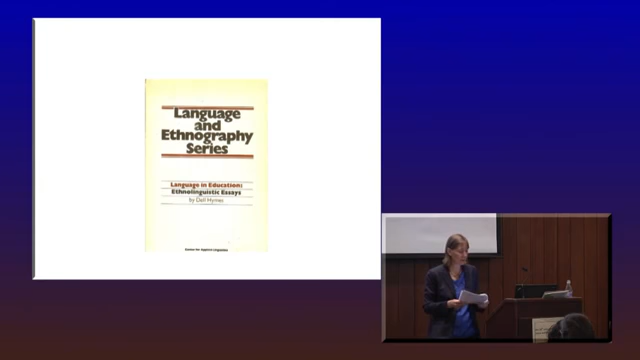 Language
and
Ethnography
Series
Language in Education:
Ethnolinguistic Essays
by Dell Hymes
Center for Applied Linguistics